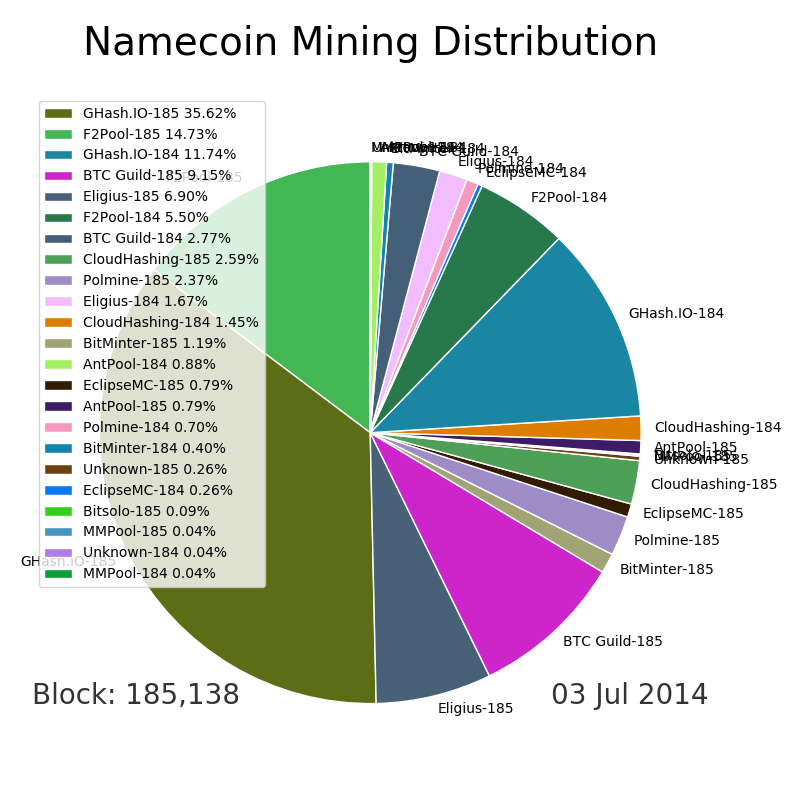 Namecoin Mining Distribution
GHash.IO-185 35.62%
F2Pool-185 14.73%
GHash.IO-184 11.74%
BTC Guild-185 9.15%
Eligius-185 6.90%
F2Pool-184 5.50%
BTC Guild-184 2.77%
CloudHashing-185 2.59%
Polmine-185 2.37%
Eligius-184 1.67%
CloudHashing-184 1.45%
BitMinter-185 1.19%
AntPool-184 0.88%
EclipseMC-185 0.79%
AntPool-185 0.79%
Polmine-184 0.70%
BitMinter-184 0.40%
Unknown-185 0.26%
EclipseMC-184 0.26%
Bitsolo-185 0.09%
MMPool-185 0.04%
Unknown-184 0.04%
MMPool-184 0.04%
BTC Guild-184
Eligius-184
Polmine-184
EclipseMC-184
F2Pool-184
GHash.IO-184
CloudHashing-184
AntPool-185
Unknown-185
CloudHashing-185
EclipseMC-185
Polmine-185
BitMinter-185
BTC Guild-185
Eligius-185
GHash.IO-185
Block: 185,138
03 Jul 2014